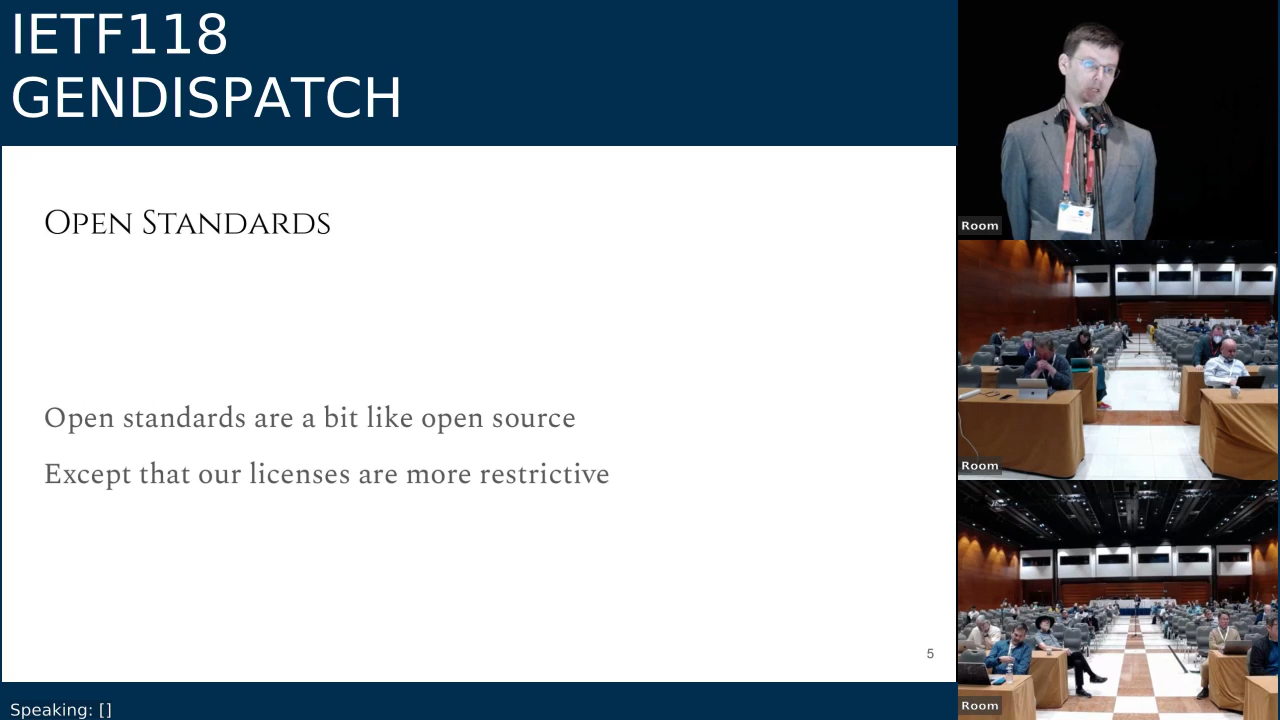 IETF118
GENDISPATCH
Open Standards
Open standards are a bit like open source
Except that our licenses are more restrictive
5
Speaking: []
Room
Room
Room